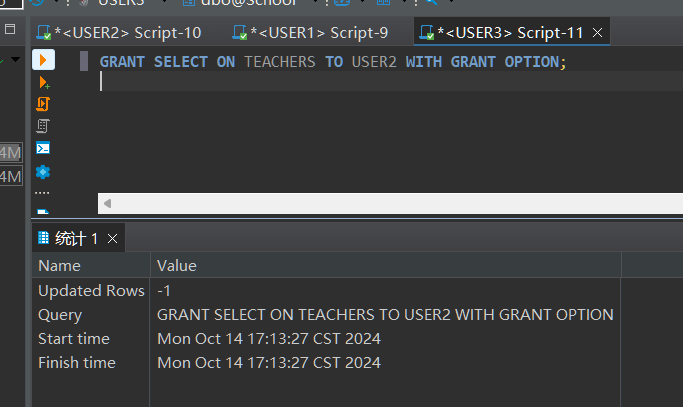 USER3
dbo@School
*<USER2> Script-10
*<USER1> Script-9
*<USER3> Script-11
GRANT SELECT ON TEACHERS TO USER2 WITH GRANT OPTION;
4M
4M
统计 1
Name Value
Updated Rows -1
Query GRANT SELECT ON TEACHERS TO USER2 WITH GRANT OPTION
Start time Mon Oct 14 17:13:27 CST 2024
Finish time Mon Oct 14 17:13:27 CST 2024